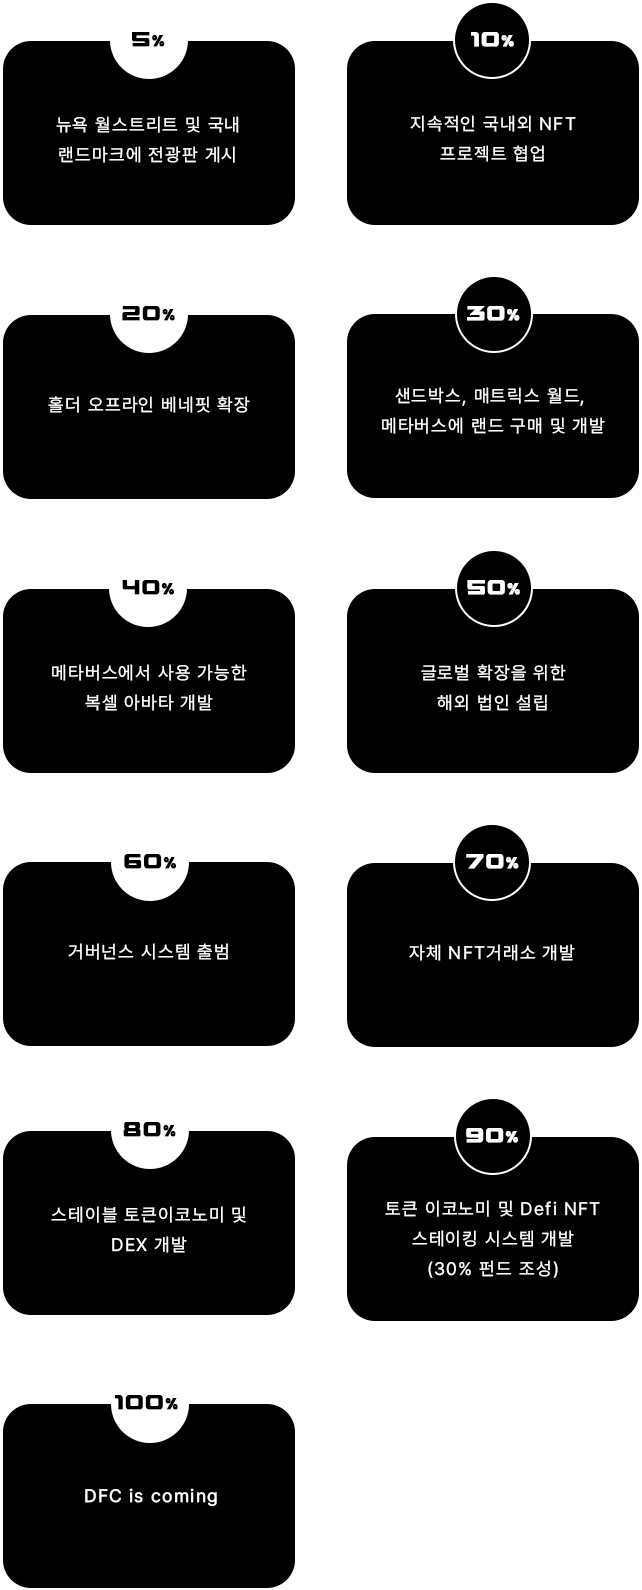 5%
뉴욕 월스트리트 및 국내
랜드마크에 전광판 게시
10%
지속적인 국내외 NFT
프로젝트 협업
20%
홀더 오프라인 베네핏 확장
30%
샌드박스, 매트릭스 월드,
메타버스에 랜드 구매 및 개발
40%
메타버스에서 사용 가능한
복셀 아바타 개발
50%
글로벌 확장을 위한
해외 법인 설립
60%
거버넌스 시스템 출범
70%
자체 NFT거래소 개발
80%
스테이블 토큰이코노미 및
DEX 개발
90%
토큰 이코노미 및 Defi NFT
스테이킹 시스템 개발
(30% 펀드 조성)
100%
DFC is coming